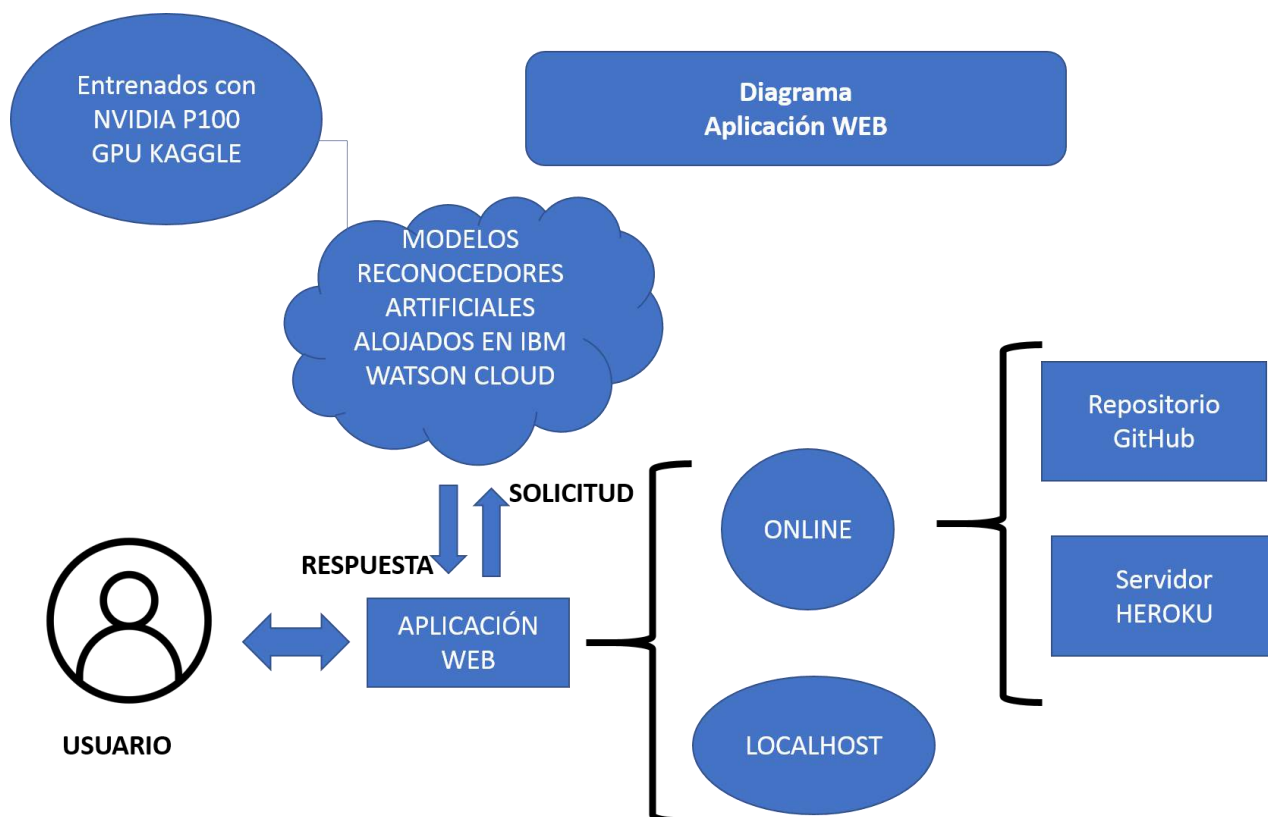 Entrenados con
NVIDIA P100
GPU KAGGLE
Diagrama
Aplicación WEB
MODELOS
RECONOCEDORES
ARTIFICIALES
ALOJADOS EN IBM
WATSON CLOUD
SOLICITUD
RESPUESTA
USUARIO
APLICACIÓN
WEB
ONLINE
LOCALHOST
Repositorio
GitHub
Servidor
HEROKU